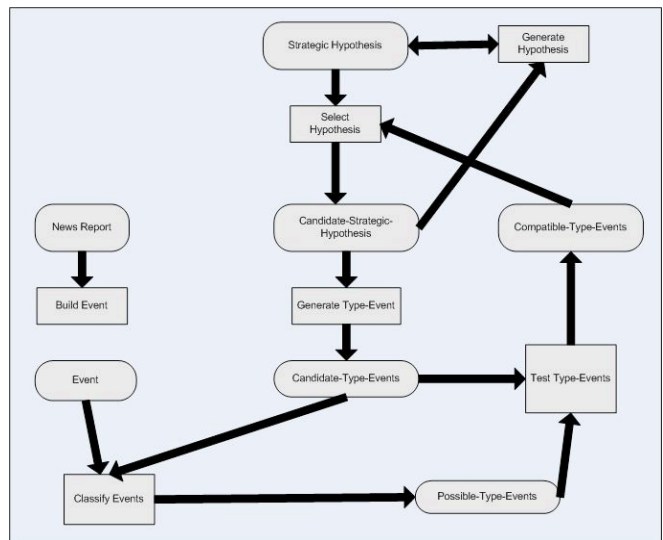 Strategic Hypothesis
Generate
Hypothesis
Select
Hypothesis
News Report
Candidate-Strategic-
Hypothesis
Compatible-Type-Events
Build Event
Generate Type-Event
Event
Candidate-Type-Events
Test Type-Events
Classify Events
Possible-Type-Events